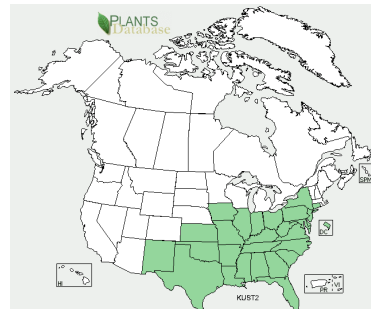 PLANTS
Database
SPM
DC
HI
PR
VI
KUST2